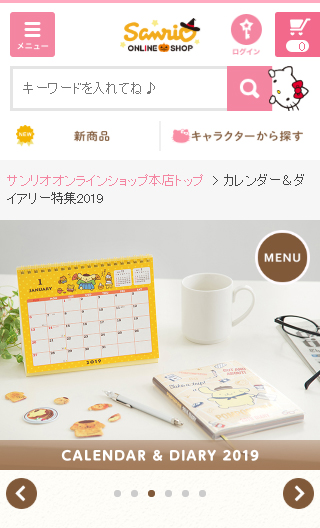 メニュー
Sanrio
ONLINE SHOP
ログイン
0
キーワードを入れてね♪
NEW
新商品
キャラクターから探す
サンリオオンラインショップ本店トップ > カレンダー＆ダ
イアリー特集2019
MENU
1
JANUARY
2019
CALENDAR & DIARY 2019